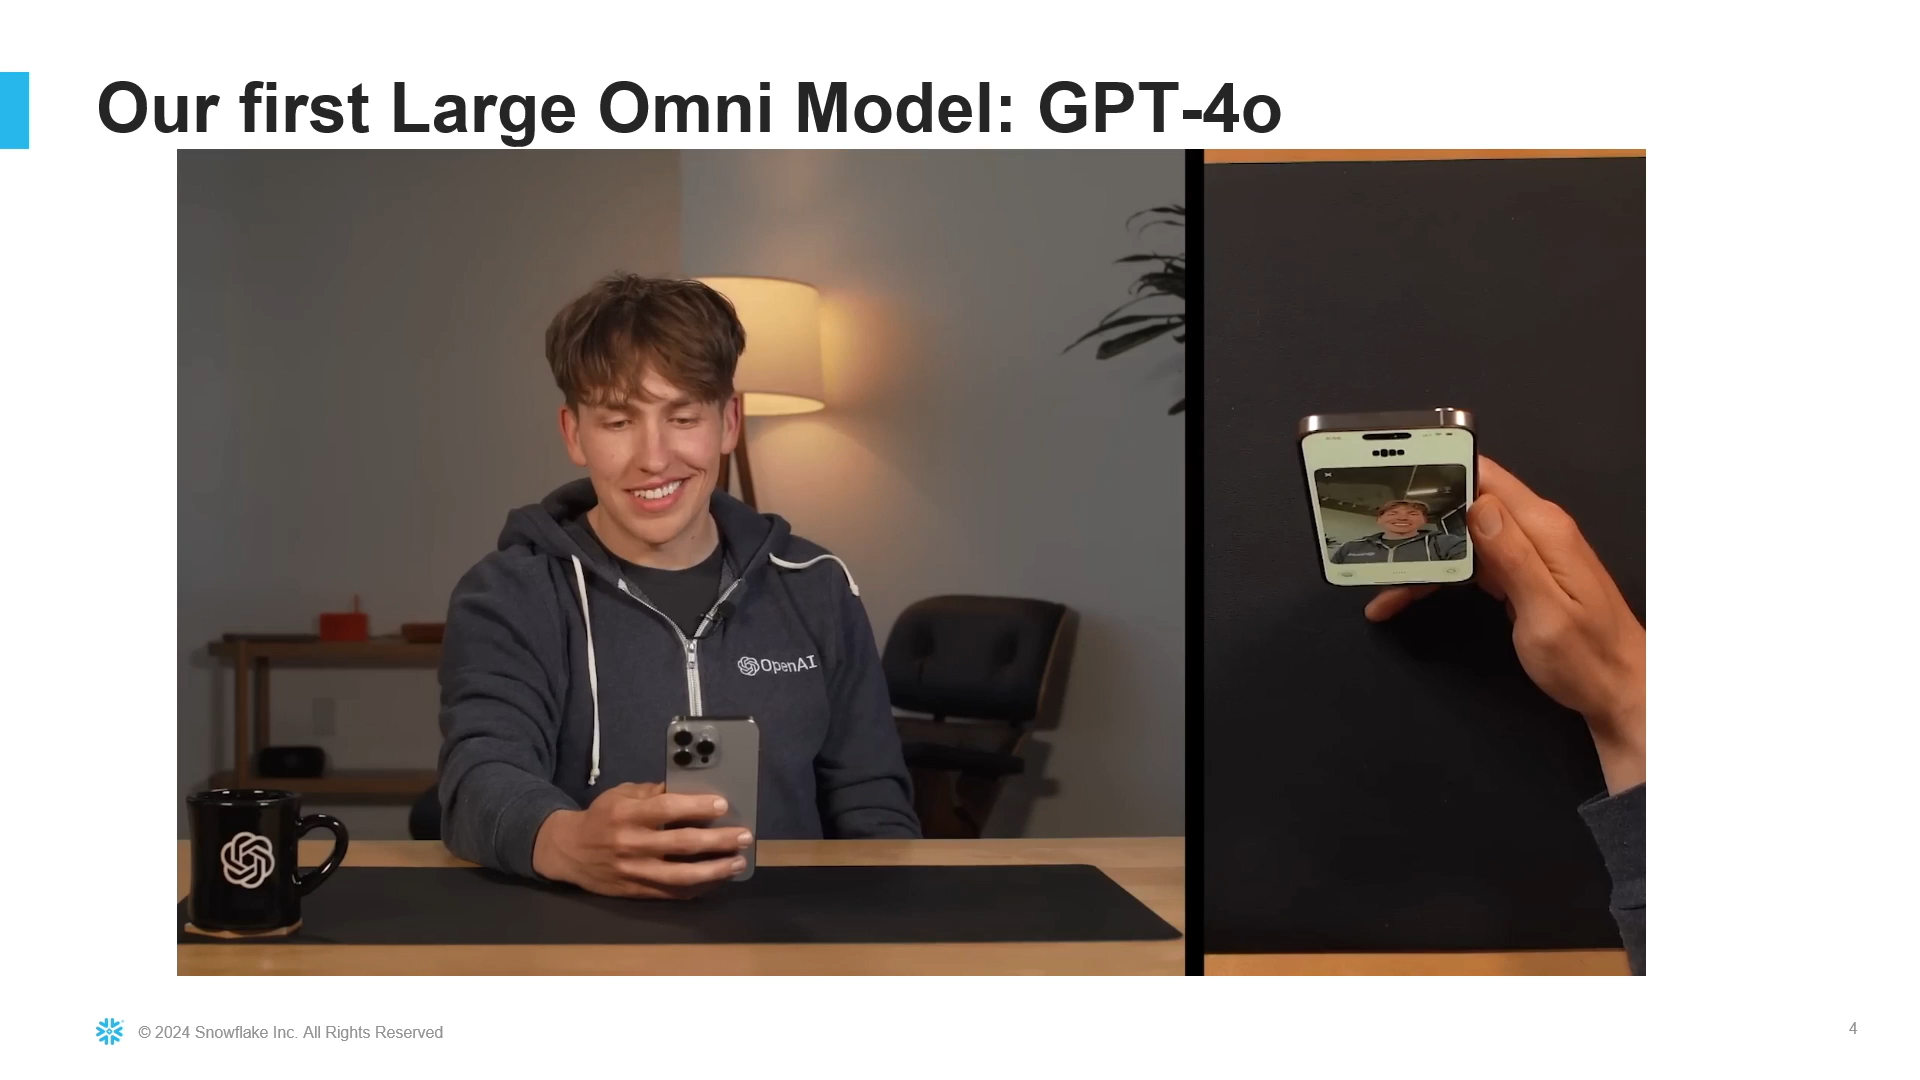 Our first Large Omni Model: GPT-4o
OpenAI
© 2024 Snowflake Inc. All Rights Reserved
4